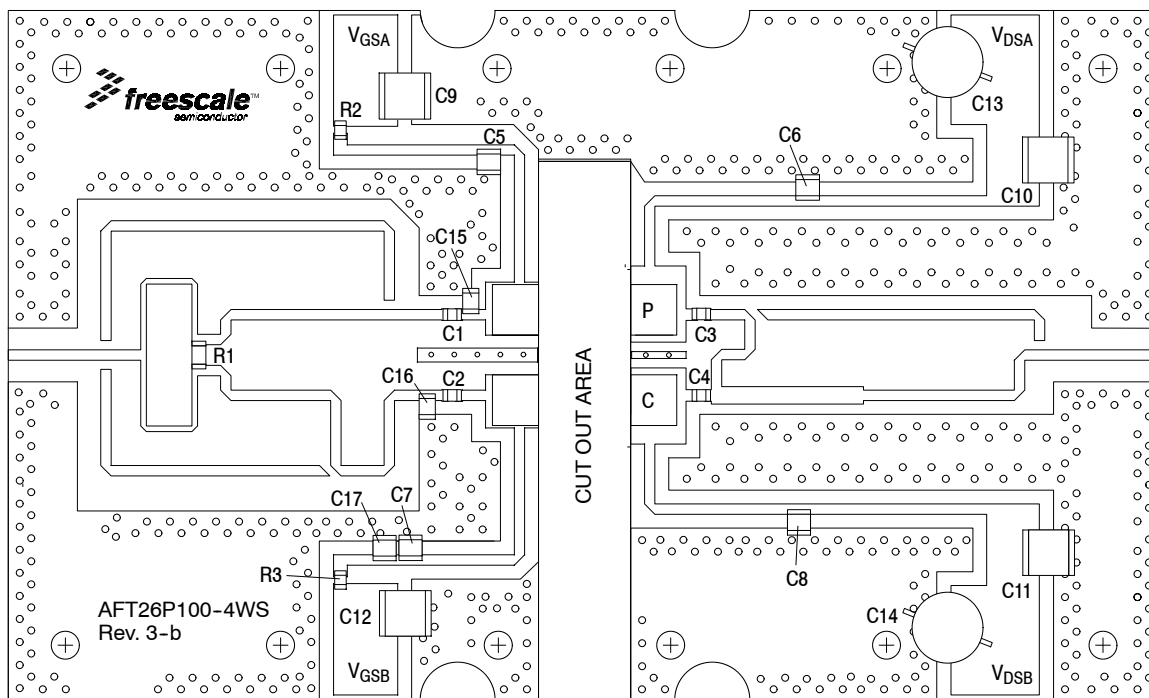 VGSA
VDSA
freescale™
semiconductor
C9
C13
R2
C5
C6
C10
C15
P
C1
C3
R1
C16
C2
C4
C
CUT OUT AREA
C17
C7
C8
R3
C11
AFT26P100-4WS
C12
C14
Rev. 3-b
VGSB
VDSB